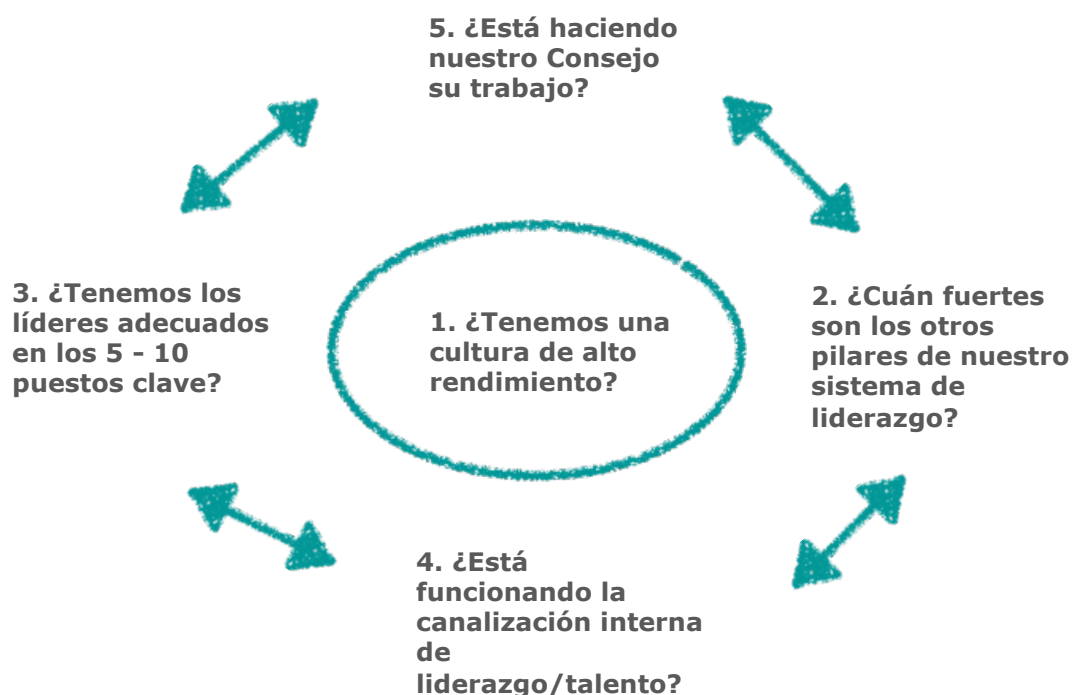 5. ¿Está haciendo
nuestro Consejo
su trabajo?
3. ¿Tenemos los
líderes adecuados
en los 5 - 10
puestos clave?
1. ¿Tenemos una
cultura de alto
rendimiento?
2. ¿Cuán fuertes
son los otros
pilares de nuestro
sistema de
liderazgo?
4. ¿Está
funcionando la
canalización interna
de
liderazgo/talento?